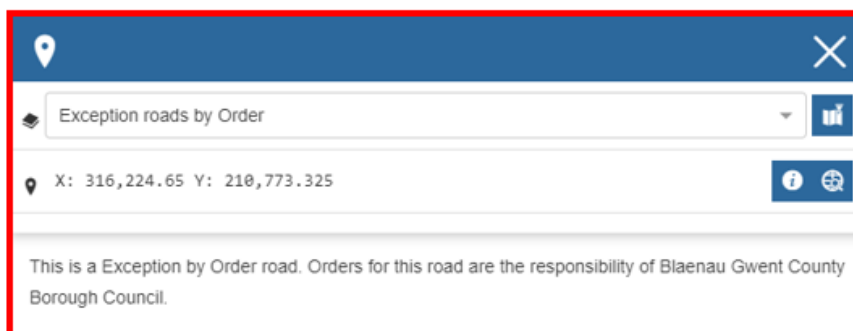 Exception roads by Order
X: 316,224.65 Y: 210,773.325
This is a Exception by Order road. Orders for this road are the responsibility of Blaenau Gwent County
Borough Council.